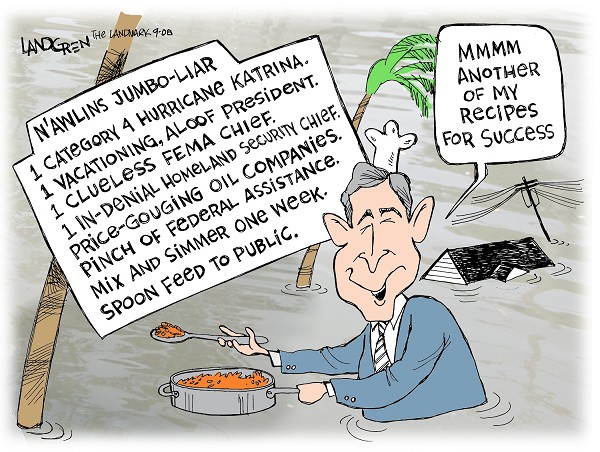 LANDGREN THE LANDMARK 9-08
N'AWLINS JUMBO-LIAR
1 CATEGORY 4 HURRICANE KATRINA.
1 VACATIONING, ALOOF PRESIDENT.
1 CLUELESS FEMA CHIEF.
1 IN-DENIAL HOMELAND SECURITY CHIEF.
PRICE-GOUGING OIL COMPANIES.
PINCH OF FEDERAL ASSISTANCE.
MIX AND SIMMER ONE WEEK.
SPOON FEED TO PUBLIC.
MMMM
ANOTHER
OF MY
RECIPES
FOR SUCCESS